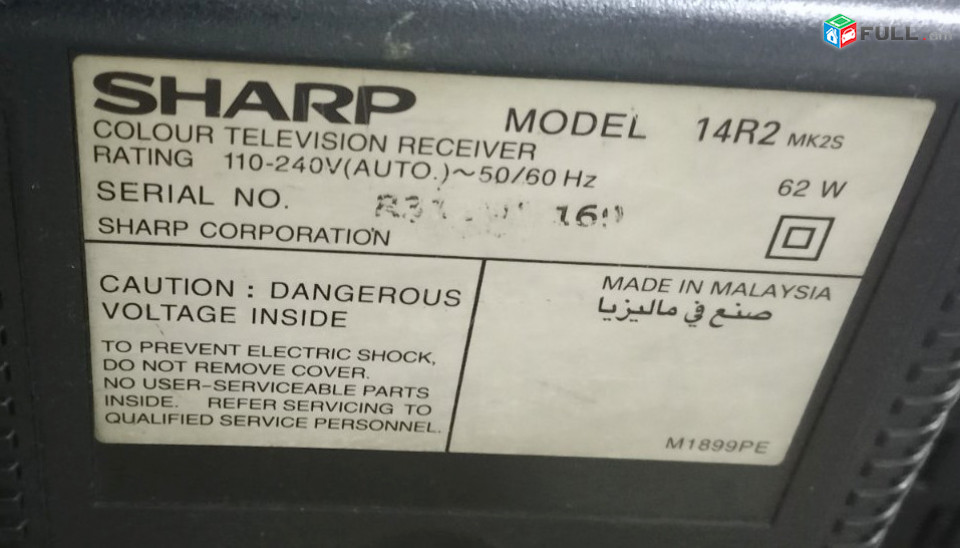 SHARP
MODEL 14R2 MK2S
COLOUR TELEVISION RECEIVER
RATING 110-240V(AUTO.)~50/60 Hz
62 W
SERIAL NO.
SHARP CORPORATION
CAUTION : DANGEROUS
VOLTAGE INSIDE
TO PREVENT ELECTRIC SHOCK,
DO NOT REMOVE COVER.
NO USER-SERVICEABLE PARTS
INSIDE. REFER SERVICING TO
QUALIFIED SERVICE PERSONNEL.
MADE IN MALAYSIA
صنع في ماليزيا
M1899PE
FULL.am